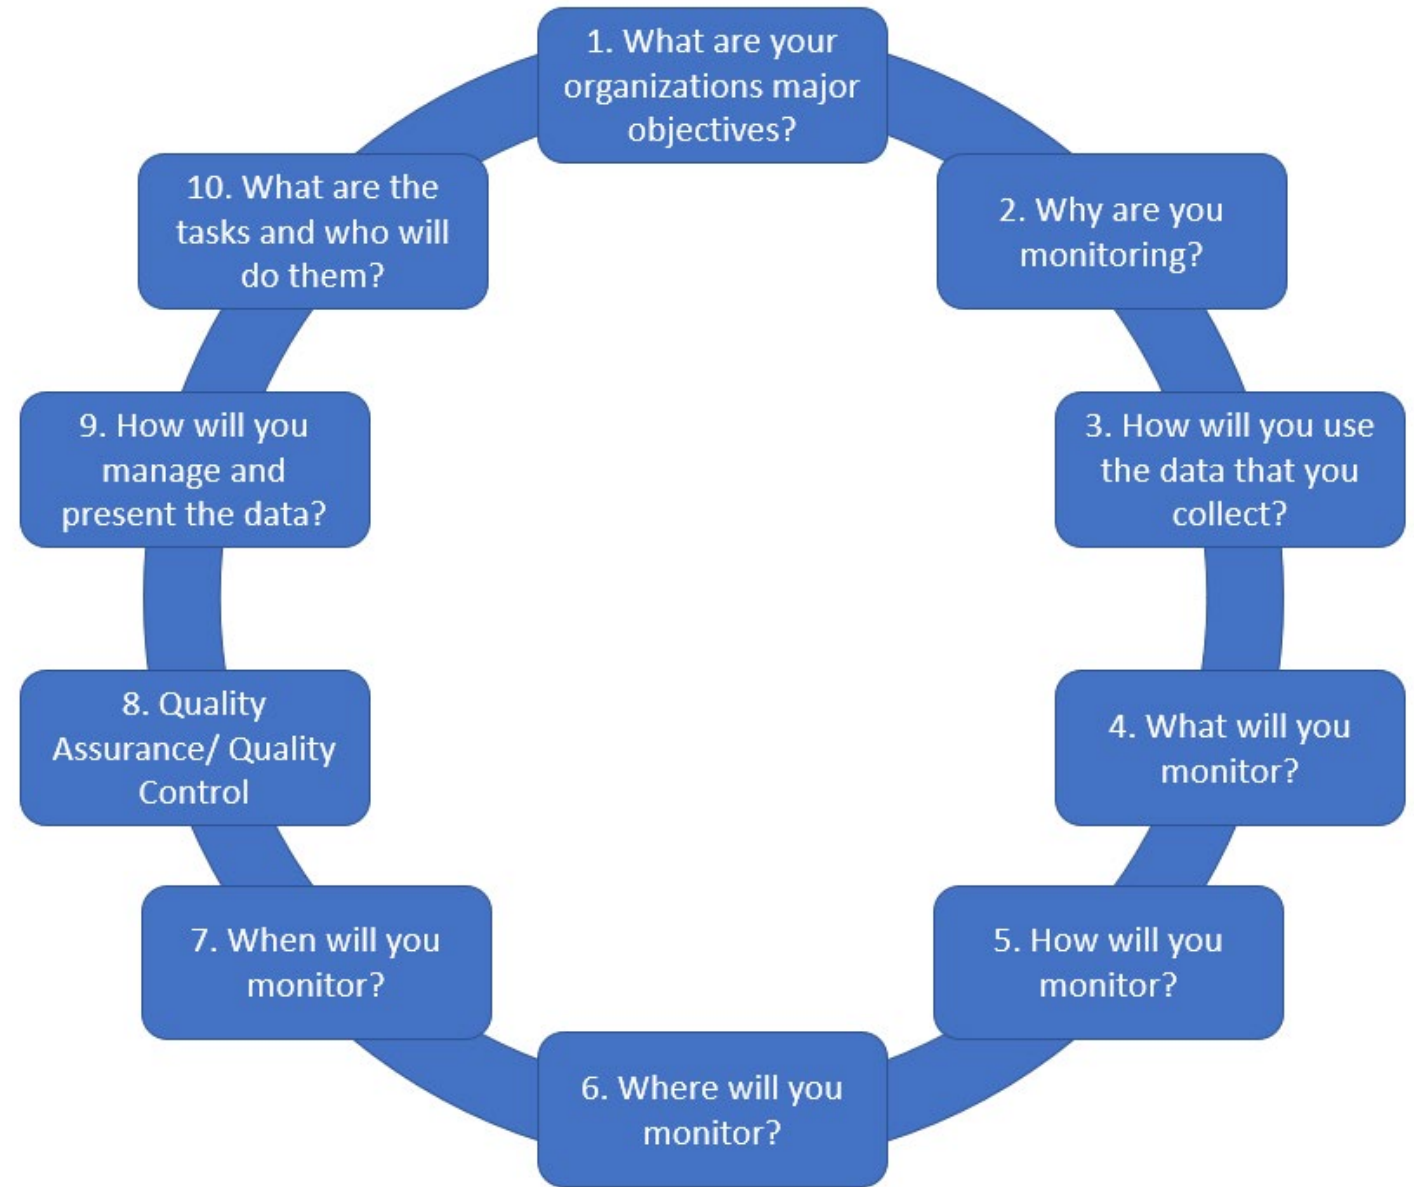 1. What are your
organizations major
objectives?
2. Why are you
monitoring?
3. How will you use
the data that you
collect?
4. What will you
monitor?
5. How will you
monitor?
6. Where will you
monitor?
7. When will you
monitor?
8. Quality
Assurance/ Quality
Control
9. How will you
manage and
present the data?
10. What are the
tasks and who will
do them?